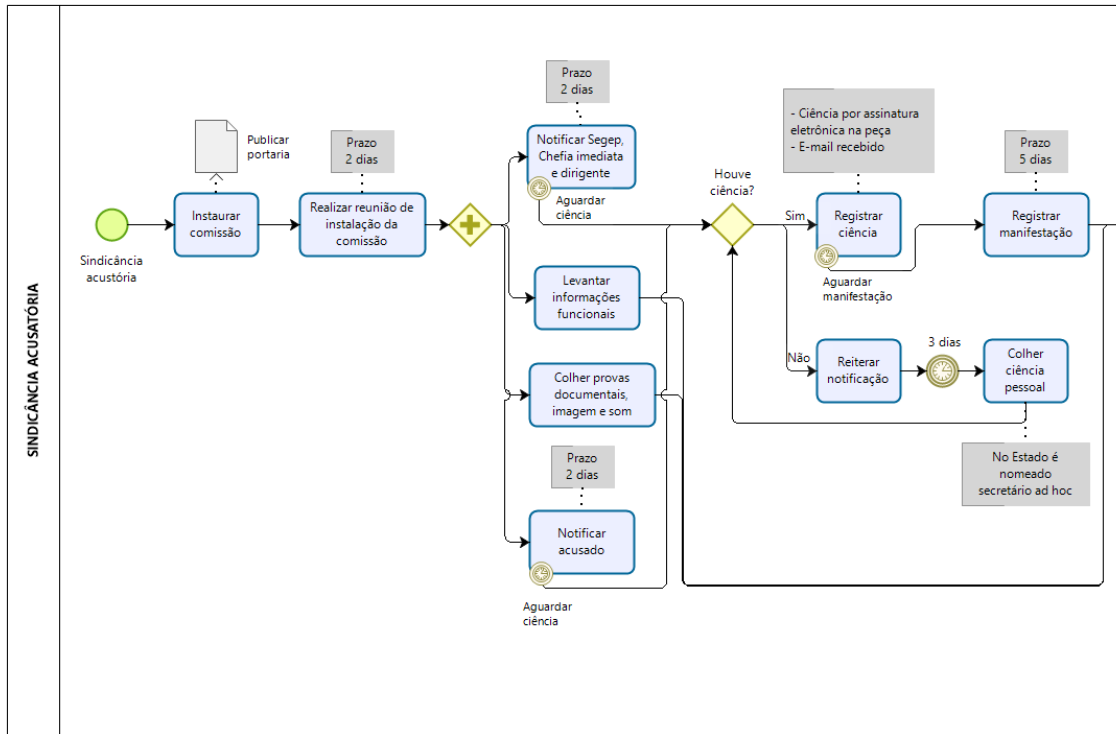 SINDICÂNCIA ACUSATÓRIA
Sindicância
acustória
Publicar
portaria
Instaurar
comissão
Prazo
2 dias
Realizar reunião de
instalação da
comissão
Prazo
2 dias
Notificar Segep,
Chefia imediata
e dirigente
Aguardar
ciência
Levantar
informações
funcionais
Colher provas
documentais,
imagem e som
Prazo
2 dias
Notificar
acusado
Aguardar
ciência
Houve
ciência?
Sim
Não
- Ciência por assinatura
eletrônica na peça
- E-mail recebido
Registrar
ciência
Aguardar
manifestação
Prazo
5 dias
Registrar
manifestação
Reiterar
notificação
3 dias
Colher
ciência
pessoal
No Estado é
nomeado
secretário ad hoc